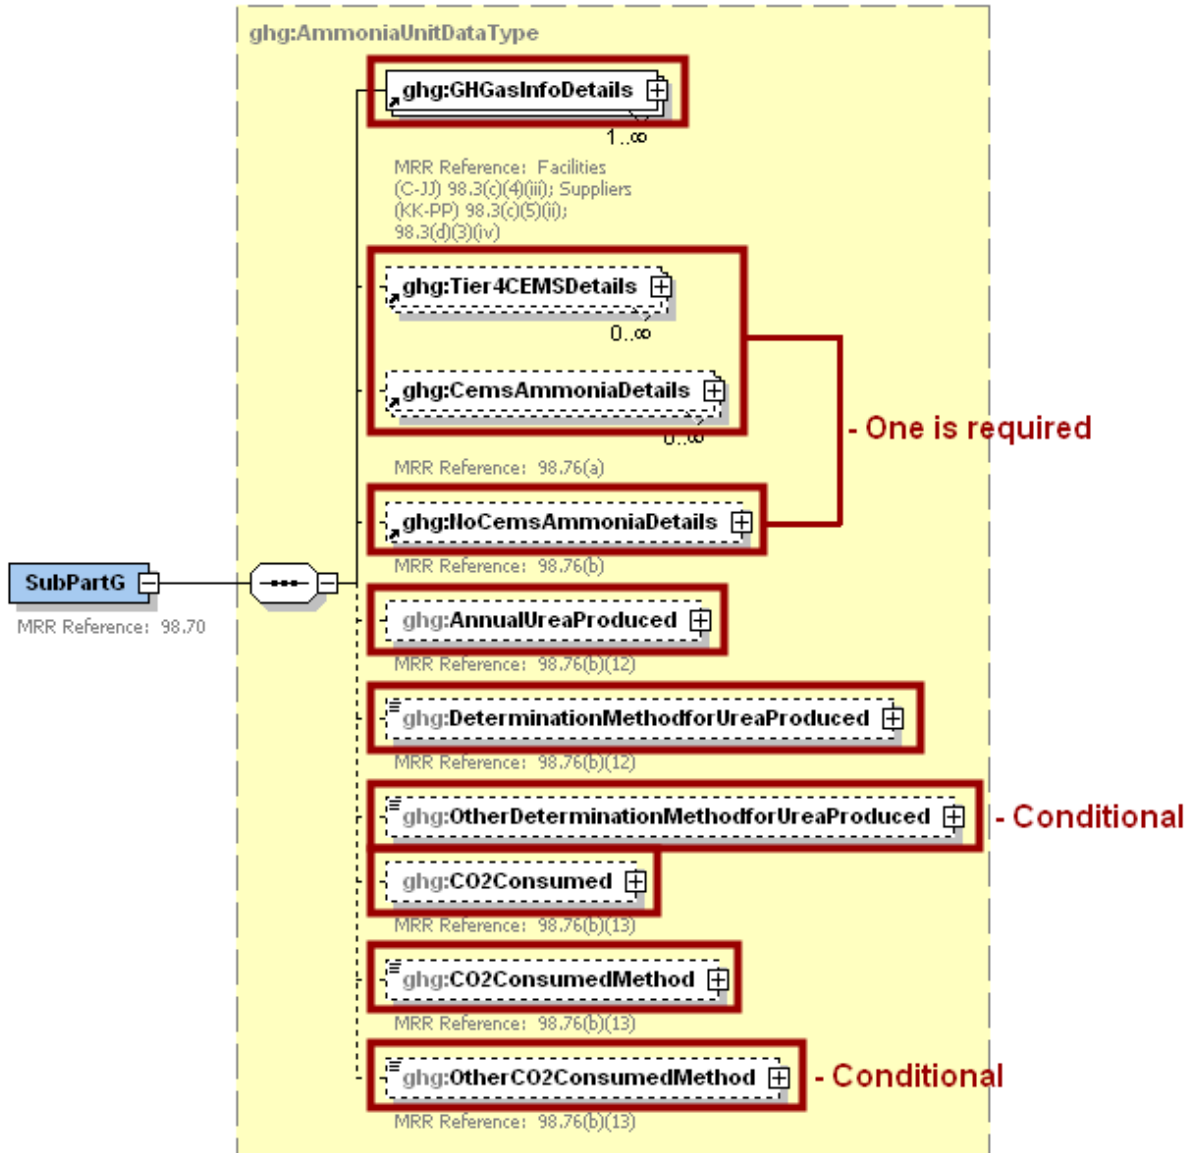 ghg:AmmoniaUnitDataType
ghg:GHGasInfoDetails
1..∞
MRR Reference: Facilities
(C-JJ) 98.3(c)(4)(iii); Suppliers
(KK-PP) 98.3(c)(5)(ii);
98.3(d)(3)(iv)
ghg:Tier4CEMSDetails
0..∞
ghg:CemsAmmoniaDetails
0..∞
- One is required
MRR Reference: 98.76(a)
ghg:NoCemsAmmoniaDetails
MRR Reference: 98.76(b)
SubPartG
MRR Reference: 98.70
ghg:AnnualUreaProduced
MRR Reference: 98.76(b)(12)
ghg:DeterminationMethodforUreaProduced
MRR Reference: 98.76(b)(12)
ghg:OtherDeterminationMethodforUreaProduced
- Conditional
ghg:CO2Consumed
MRR Reference: 98.76(b)(13)
ghg:CO2ConsumedMethod
MRR Reference: 98.76(b)(13)
ghg:OtherCO2ConsumedMethod
- Conditional
MRR Reference: 98.76(b)(13)